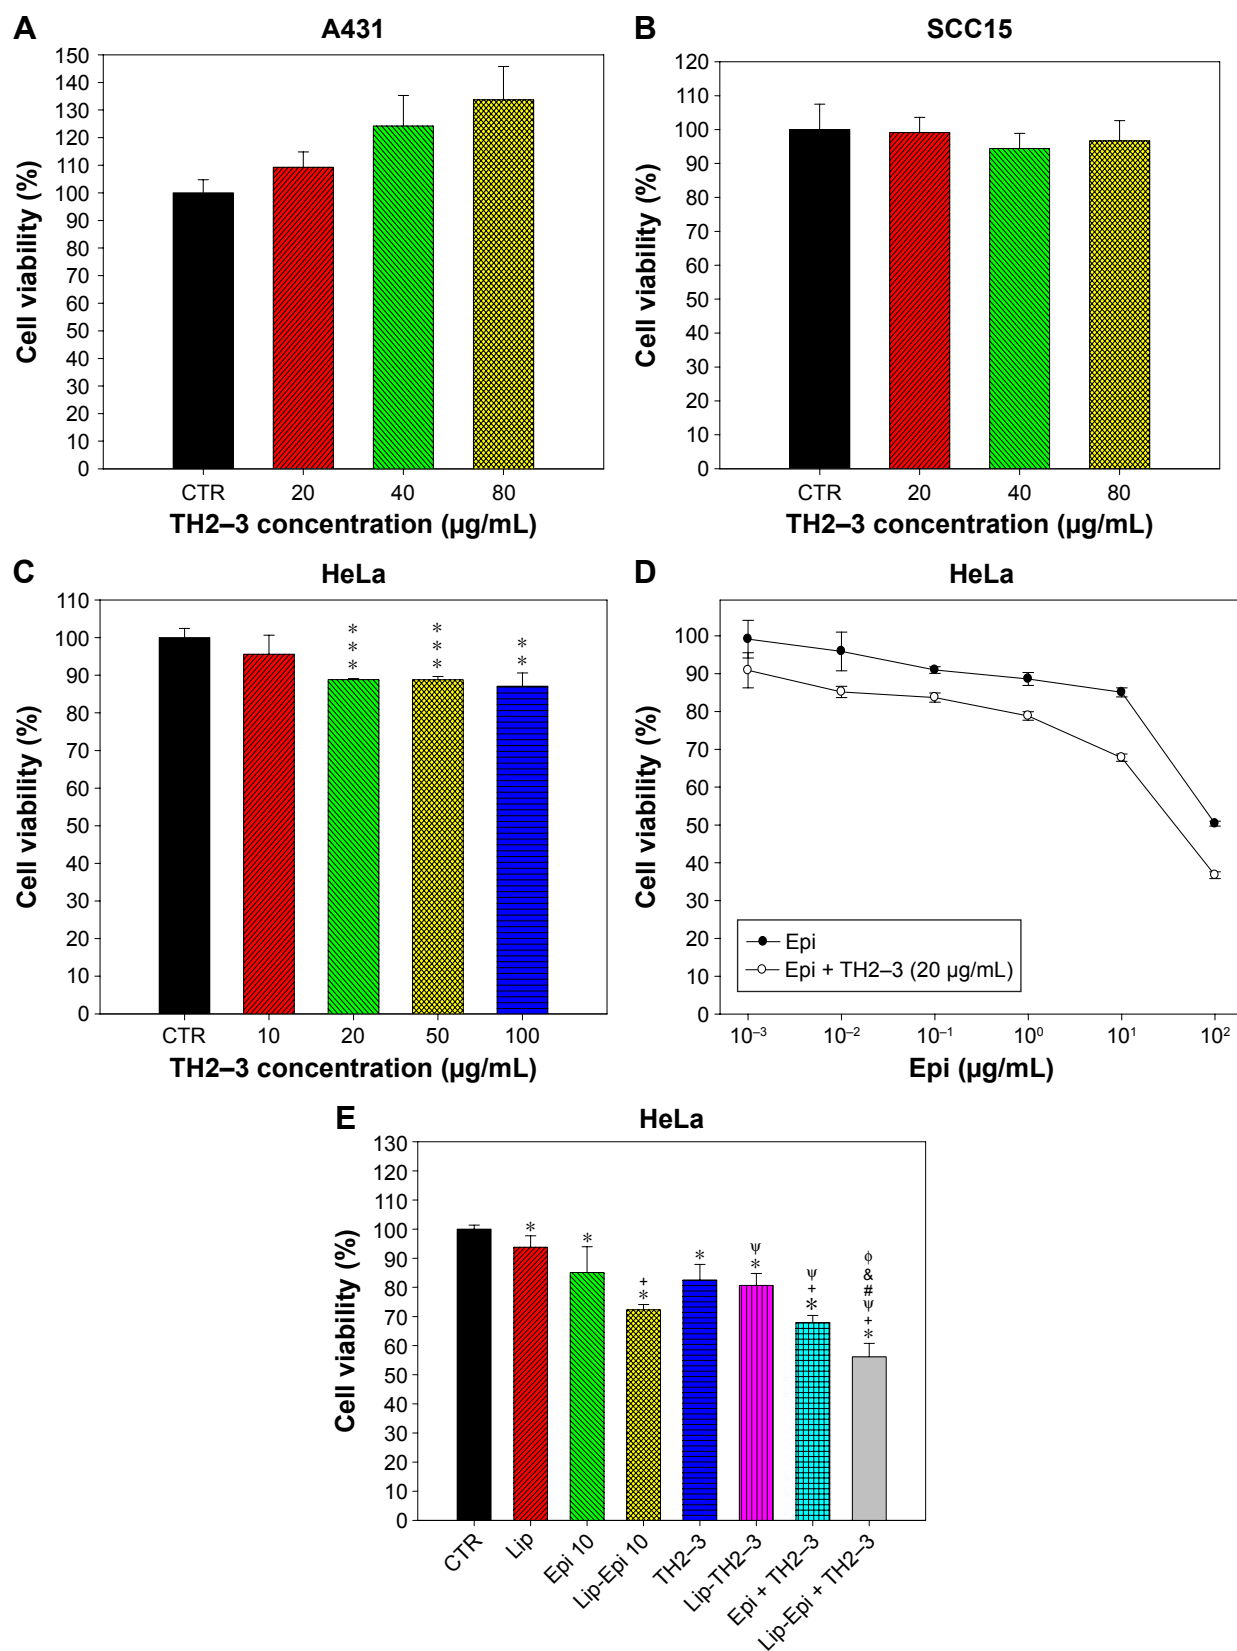 A
A431
Cell viability (%)
150
140
130
120
110
100
90
80
70
60
50
40
30
20
10
0
CTR
20
40
80
TH2–3 concentration (µg/mL)
B
SCC15
Cell viability (%)
120
110
100
90
80
70
60
50
40
30
20
10
0
CTR
20
40
80
TH2–3 concentration (µg/mL)
C
HeLa
Cell viability (%)
110
100
90
80
70
60
50
40
30
20
10
0
***
***
**
CTR
10
20
50
100
TH2–3 concentration (µg/mL)
D
HeLa
Cell viability (%)
100
90
80
70
60
50
40
30
20
10
0
Epi
Epi + TH2–3 (20 µg/mL)
10⁻³
10⁻²
10⁻¹
10⁰
10¹
10²
Epi (µg/mL)
E
HeLa
Cell viability (%)
130
120
110
100
90
80
70
60
50
40
30
20
10
0
*
*
+
*
*
ψ
*
ψ
+
*
ϕ
&
#
ψ
+
*
CTR
Lip
Epi 10
Lip-Epi 10
TH2–3
Lip-TH2–3
Epi + TH2–3
Lip-Epi + TH2–3